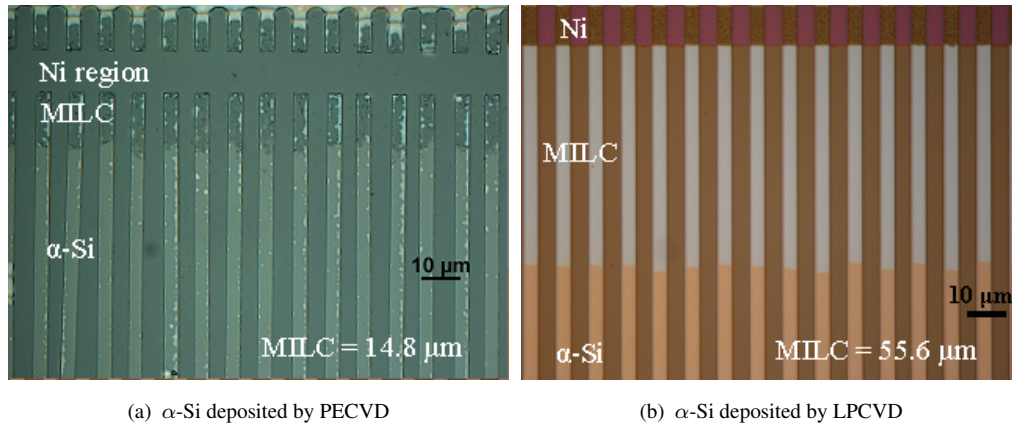 Ni region
MILC
α-Si
10 μm
MILC = 14.8 μm
Ni
MILC
10 μm
α-Si
MILC = 55.6 μm
(a) α-Si deposited by PECVD
(b) α-Si deposited by LPCVD